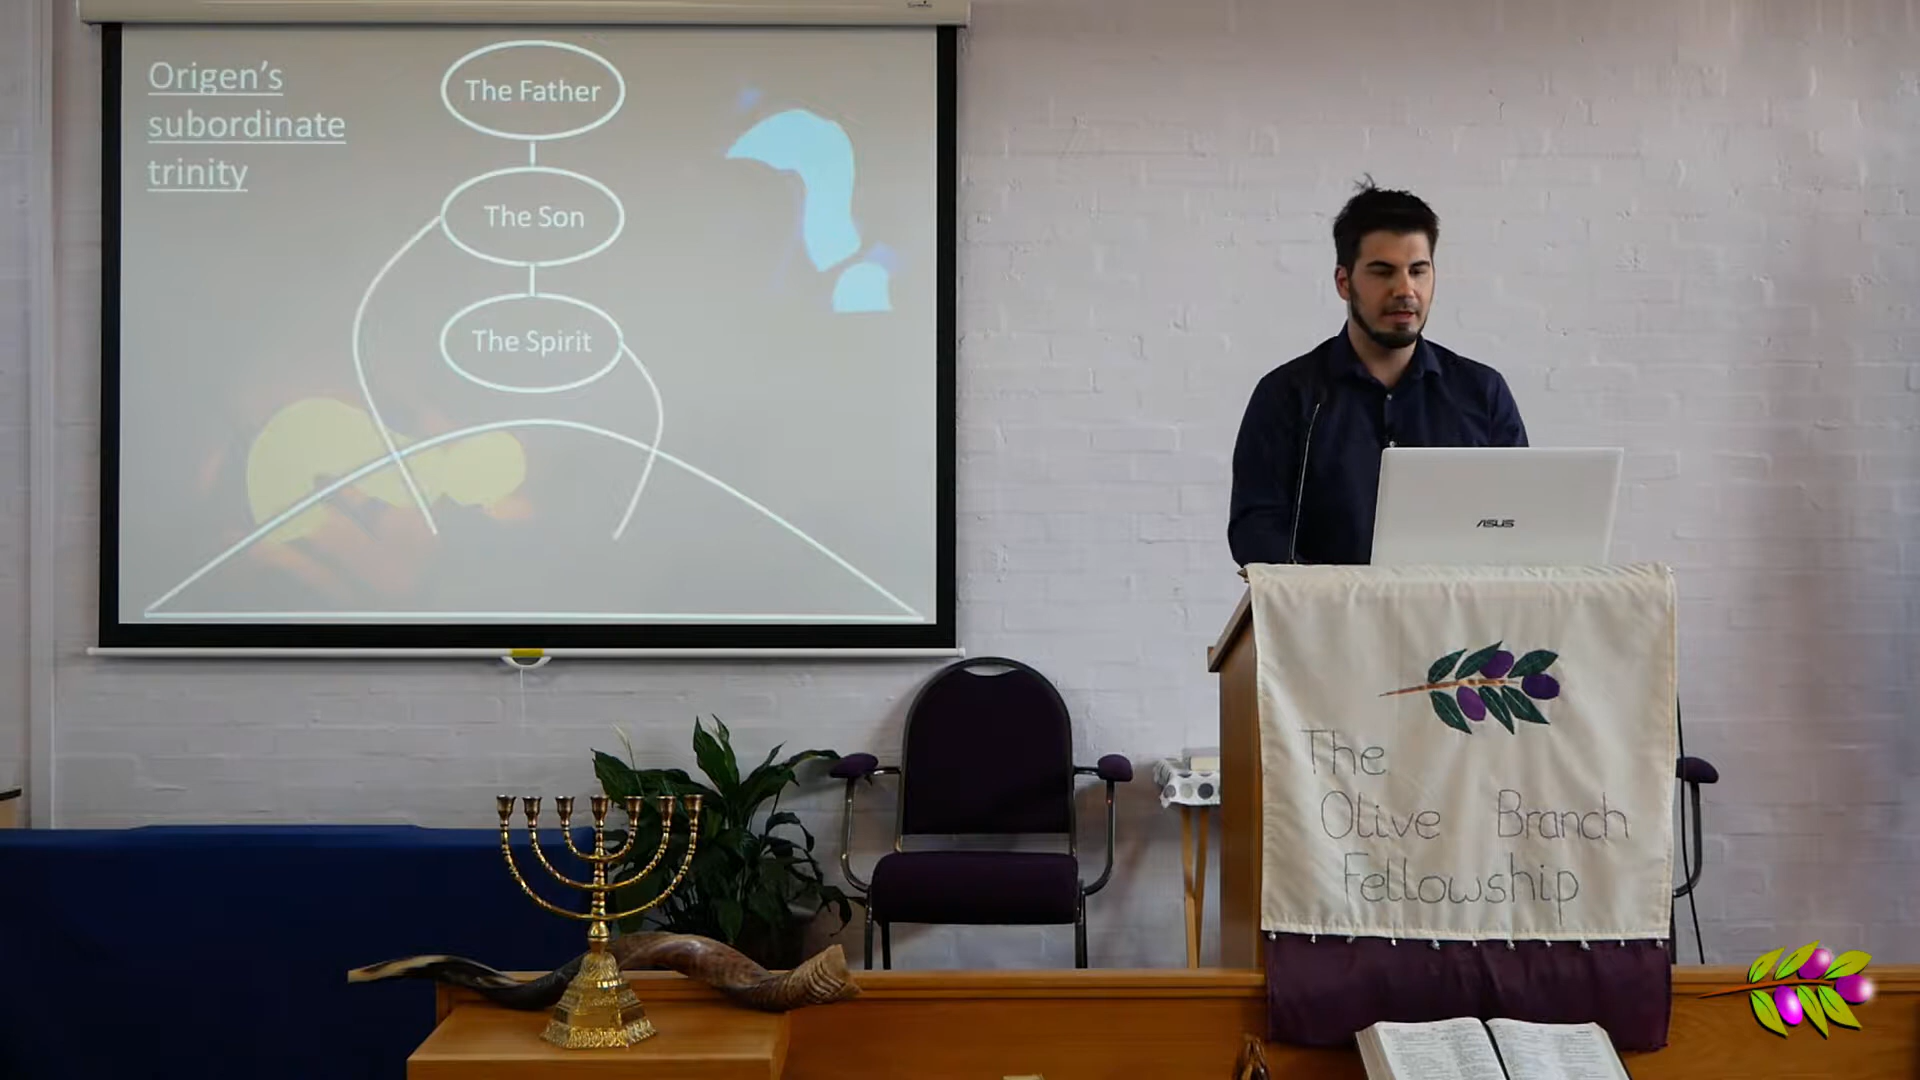 Origen's
subordinate
trinity
The Father
The Son
The Spirit
ASUS
The
Olive Branch
Fellowship